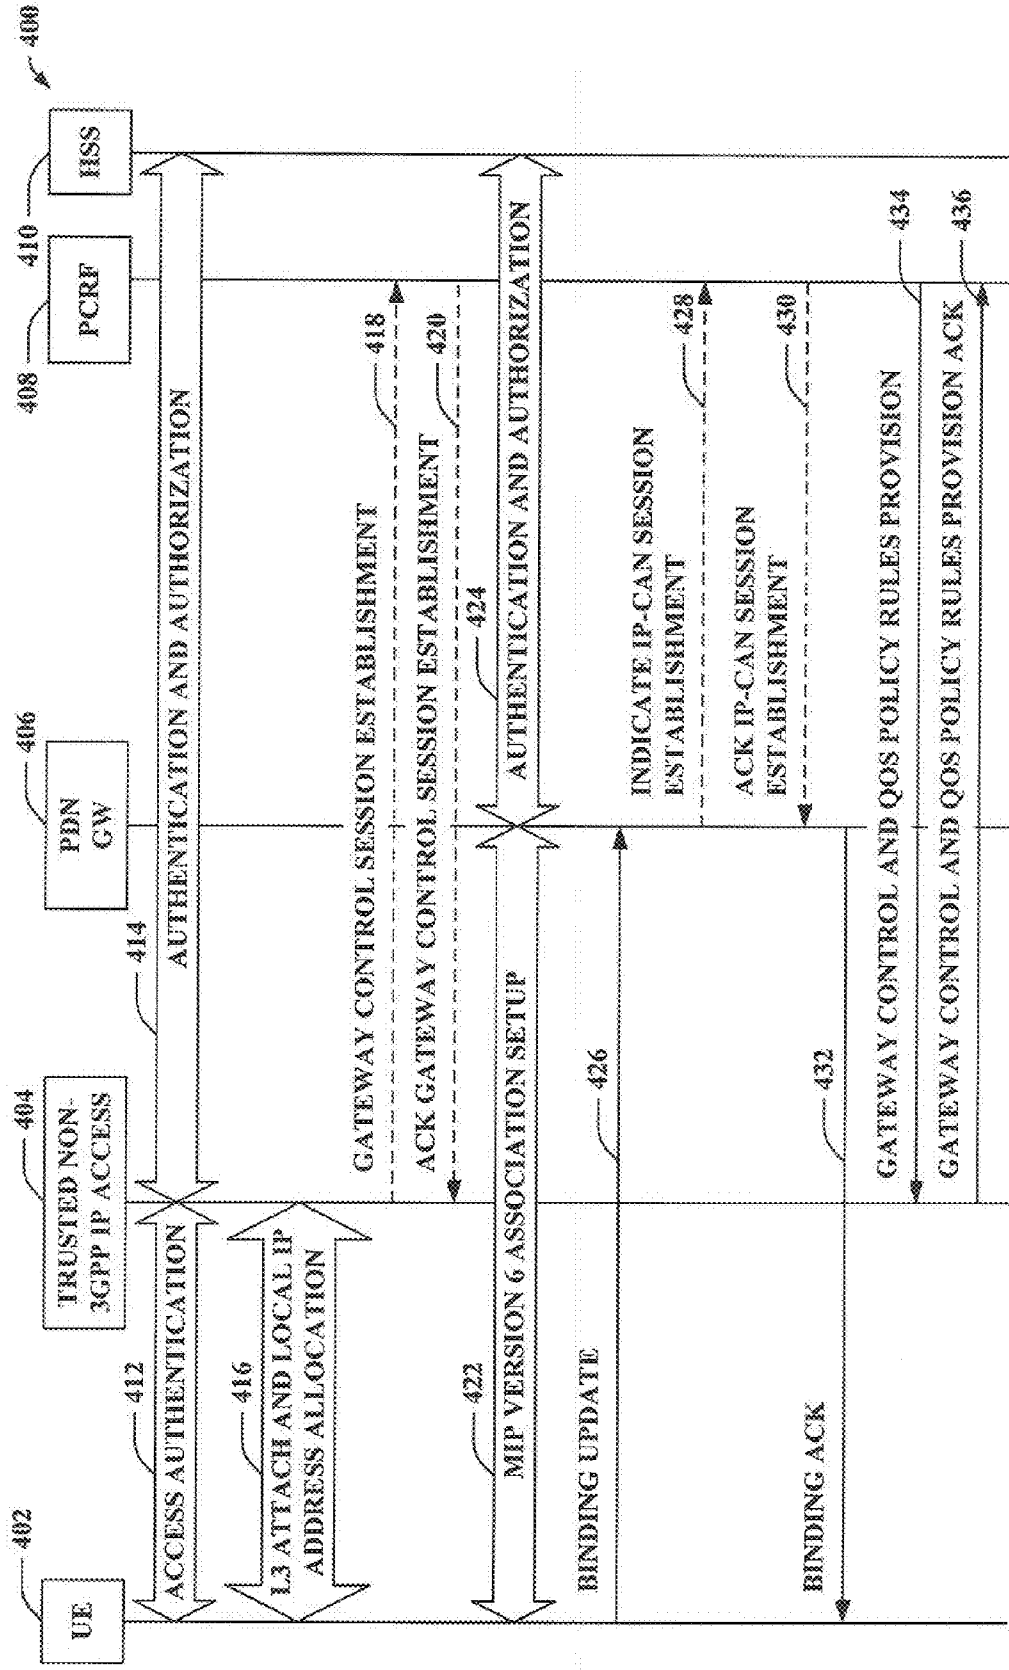 400
402
UE
404
TRUSTED NON-
3GPP IP ACCESS
406
PDN
GW
408
PCRF
410
HSS
412
ACCESS AUTHENTICATION
414
AUTHENTICATION AND AUTHORIZATION
416
L3 ATTACH AND LOCAL IP
ADDRESS ALLOCATION
GATEWAY CONTROL SESSION ESTABLISHMENT
418
ACK GATEWAY CONTROL SESSION ESTABLISHMENT
420
422
MIP VERSION 6 ASSOCIATION SETUP
424
AUTHENTICATION AND AUTHORIZATION
BINDING UPDATE
426
INDICATE IP-CAN SESSION
ESTABLISHMENT
428
ACK IP-CAN SESSION
ESTABLISHMENT
430
BINDING ACK
432
GATEWAY CONTROL AND QOS POLICY RULES PROVISION
434
GATEWAY CONTROL AND QOS POLICY RULES PROVISION ACK
436